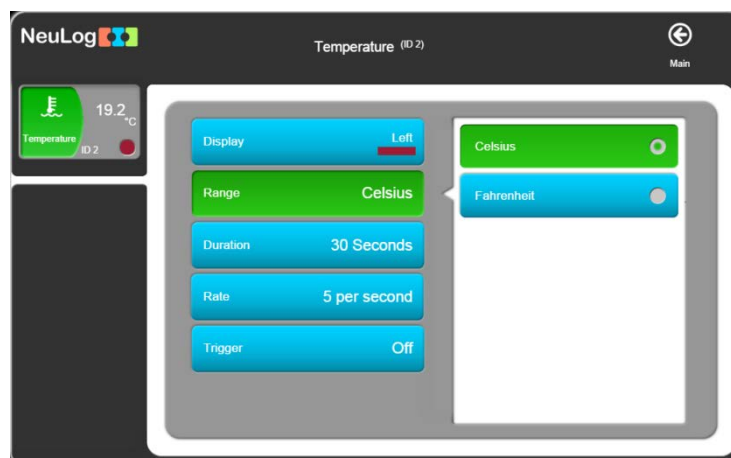 NeuLog
Temperature (ID 2)
Main
19.2 °C
Temperature
ID 2
Display Left
Range Celsius
Duration 30 Seconds
Rate 5 per second
Trigger Off
Celsius
Fahrenheit